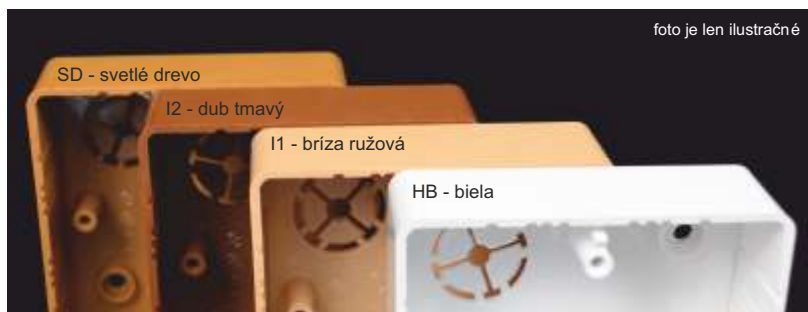 foto je len ilustračné
SD - svetlé drevo
I2 - dub tmavý
I1 - bríza ružová
HB - biela